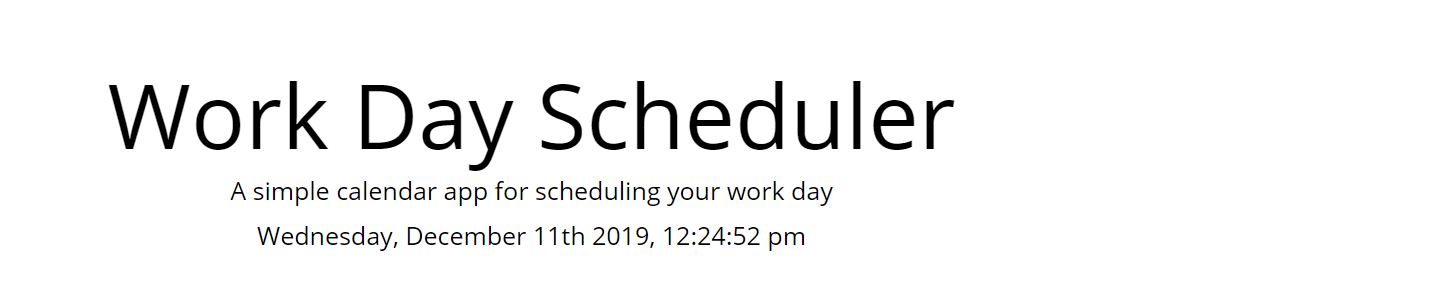 Work Day Scheduler
A simple calendar app for scheduling your work day
Wednesday, December 11th 2019, 12:24:52 pm